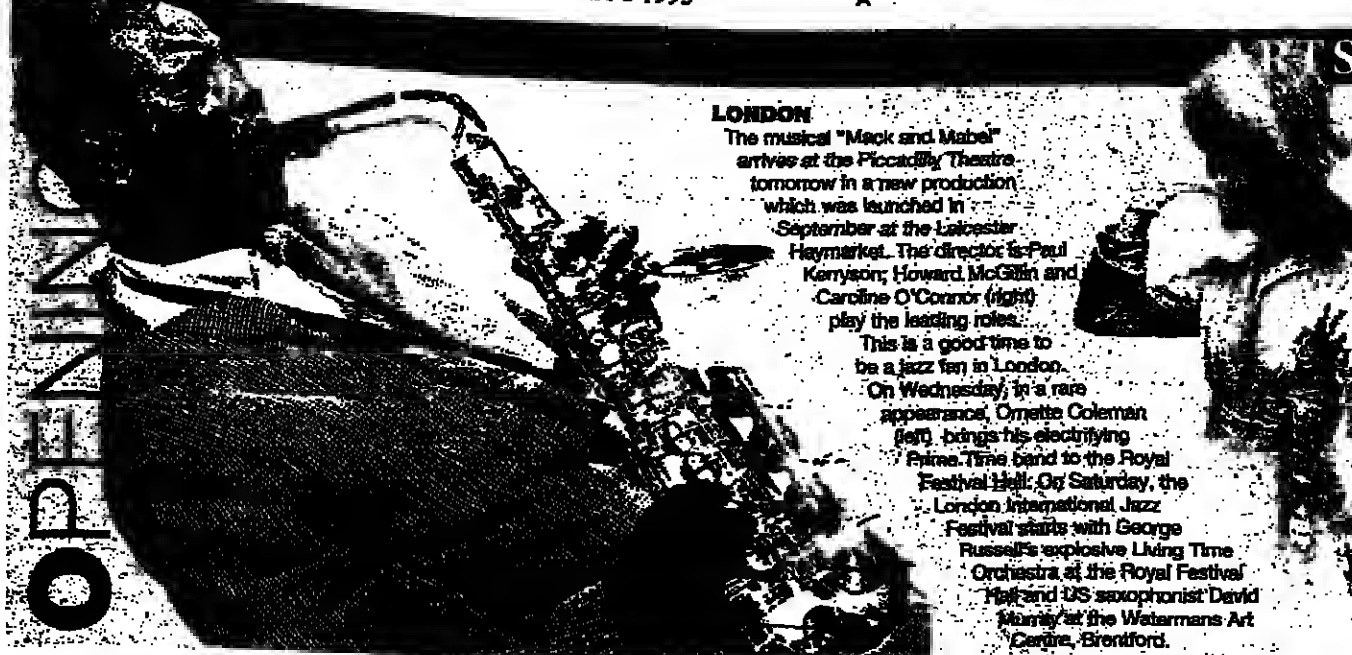 1995
ARTS
OPENING
LONDON
The musical "Mack and Mabel"
arrives at the Piccadilly Theatre
tomorrow in a new production
which was launched in
September at the Leicester
Haymarket. The director is Paul
Kerryson; Howard McGillin and
Caroline O'Connor (right)
play the leading roles.
This is a good time to
be a jazz fan in London.
On Wednesday, in a rare
appearance, Ornette Coleman
(left) brings his electrifying
Prime Time band to the Royal
Festival Hall. On Saturday, the
London International Jazz
Festival starts with George
Russell's explosive Living Time
Orchestra at the Royal Festival
Hall and US saxophonist David
Murray at the Watermans Art
Centre, Brentford.